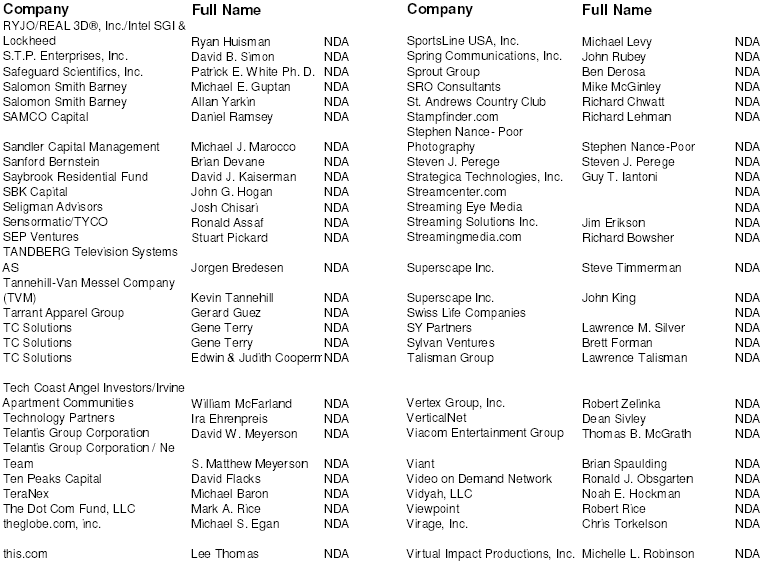 Company Full Name Company Full Name
RYJO/REAL 3D®, Inc./Intel SGI &
Lockheed Ryan Huisman NDA SportsLine USA, Inc. Michael Levy NDA
S.T.P. Enterprises, Inc. David B. Simon NDA Spring Communications, Inc. John Rubey NDA
Safeguard Scientifics, Inc. Patrick E. White Ph. D. NDA Sprout Group Ben Derosa NDA
Salomon Smith Barney Michael E. Guptan NDA SRO Consultants Mike McGinley NDA
Salomon Smith Barney Allan Yarkin NDA St. Andrews Country Club Richard Chwatt NDA
SAMCO Capital Daniel Ramsey NDA Stampfinder.com Richard Lehman NDA
Stephen Nance- Poor
Sandler Capital Management Michael J. Marocco NDA Photography Stephen Nance-Poor NDA
Sanford Bernstein Brian Devane NDA Steven J. Perege Steven J. Perege NDA
Saybrook Residential Fund David J. Kaiserman NDA Strategica Technologies, Inc. Guy T. Iantoni NDA
SBK Capital John G. Hogan NDA Streamcenter.com NDA
Seligman Advisors Josh Chisari NDA Streaming Eye Media NDA
Sensormatic/TYCO Ronald Assaf NDA Streaming Solutions Inc. Jim Erikson NDA
SEP Ventures Stuart Pickard NDA Streamingmedia.com Richard Bowsher NDA
TANDBERG Television Systems
AS Jorgen Bredesen NDA Superscape Inc. Steve Timmerman NDA
Tannehill-Van Messel Company
(TVM) Kevin Tannehill NDA Superscape Inc. John King NDA
Tarrant Apparel Group Gerard Guez NDA Swiss Life Companies NDA
TC Solutions Gene Terry NDA SY Partners Lawrence M. Silver NDA
TC Solutions Gene Terry NDA Sylvan Ventures Brett Forman NDA
TC Solutions Edwin & Judith Cooperm NDA Talisman Group Lawrence Talisman NDA
Tech Coast Angel Investors/Irvine
Apartment Communities William McFarland NDA Vertex Group, Inc. Robert Zelinka NDA
Technology Partners Ira Ehrenpreis NDA VerticalNet Dean Sivley NDA
Telantis Group Corporation David W. Meyerson NDA Viacom Entertainment Group Thomas B. McGrath NDA
Telantis Group Corporation / Ne
Team S. Matthew Meyerson NDA Viant Brian Spaulding NDA
Ten Peaks Capital David Flacks NDA Video on Demand Network Ronald J. Obsgarten NDA
TeraNex Michael Baron NDA Vidyah, LLC Noah E. Hockman NDA
The Dot Com Fund, LLC Mark A. Rice NDA Viewpoint Robert Rice NDA
theglobe.com, inc. Michael S. Egan NDA Virage, Inc. Chris Torkelson NDA
this.com Lee Thomas NDA Virtual Impact Productions, Inc. Michelle L. Robinson NDA